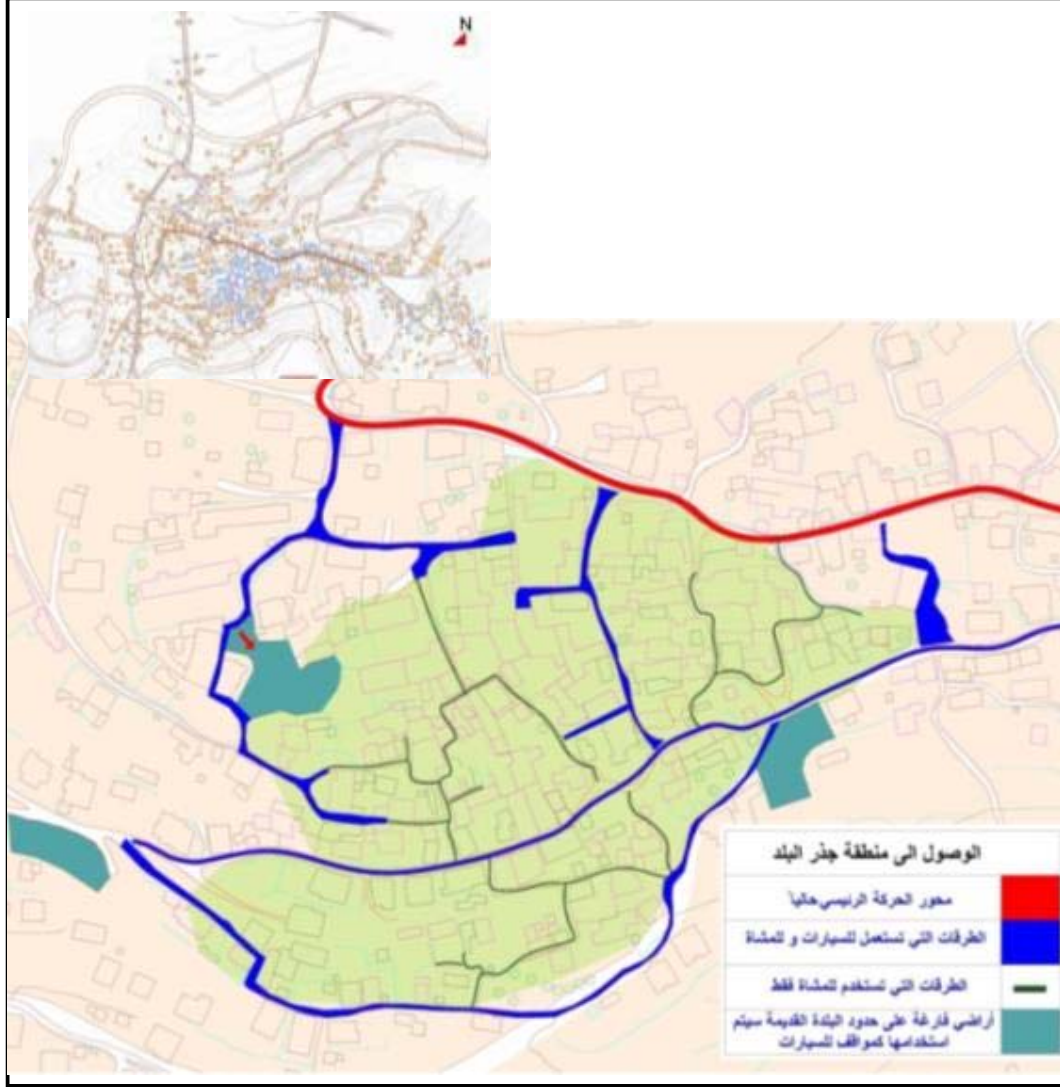 N
الوصول الى منطقة جذر البلد
محور الحركة الرئيسي حالياً
الطرقات التي تستعمل للسيارات و للمشاة
الطرقات التي تستخدم للمشاة فقط
أراضي فارغة على حدود البلدة القديمة سيتم
استخدامها كمواقف للسيارات